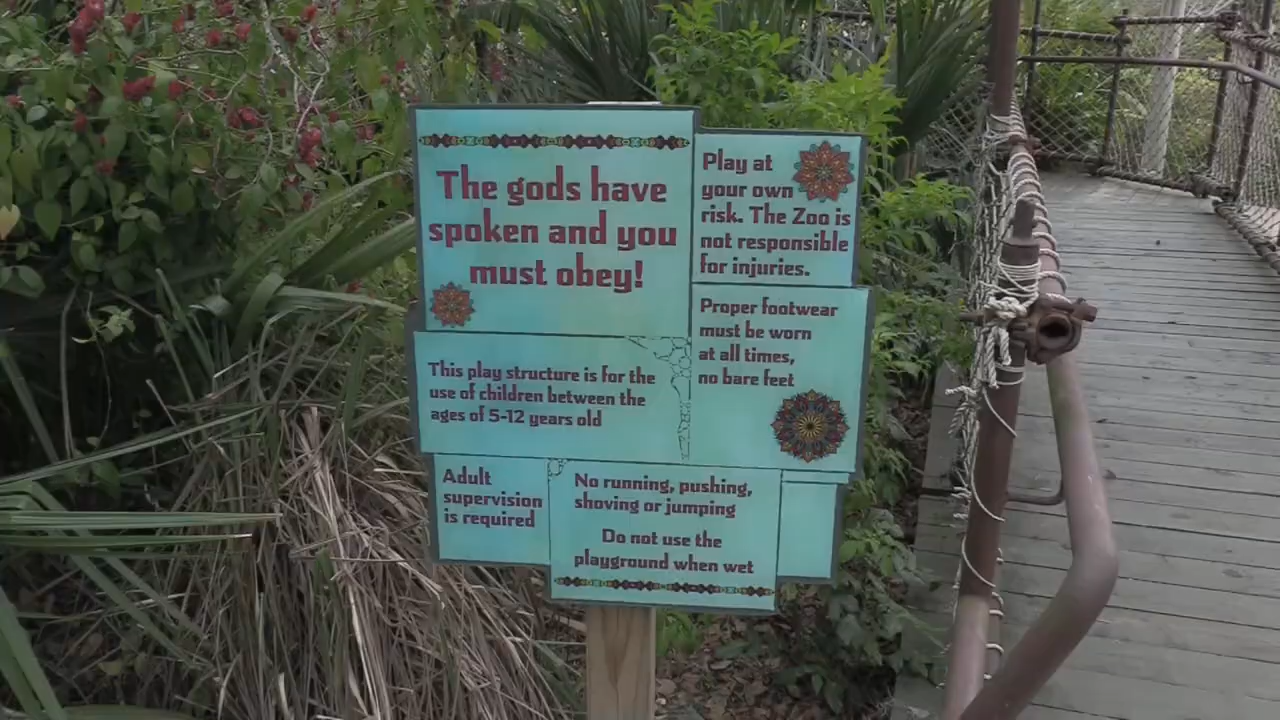 The gods have
spoken and you
must obey!
Play at
your own
risk. The Zoo is
not responsible
for injuries.
Proper footwear
must be worn
at all times,
no bare feet
This play structure is for the
use of children between the
ages of 5-12 years old
Adult
supervision
is required
No running, pushing,
shoving or jumping
Do not use the
playground when wet